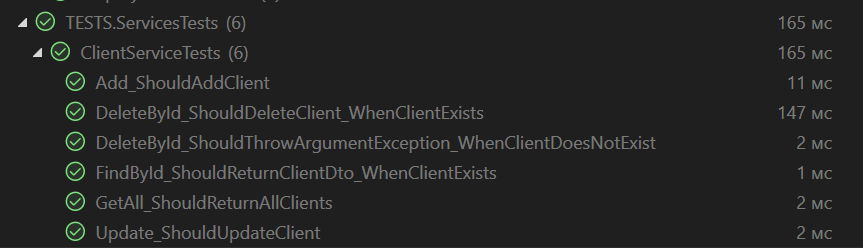 TESTS.ServicesTests (6) 165 мс
ClientServiceTests (6) 165 мс
Add_ShouldAddClient 11 мс
DeleteById_ShouldDeleteClient_WhenClientExists 147 мс
DeleteById_ShouldThrowArgumentException_WhenClientDoesNotExist 2 мс
FindById_ShouldReturnClientDto_WhenClientExists 1 мс
GetAll_ShouldReturnAllClients 2 мс
Update_ShouldUpdateClient 2 мс